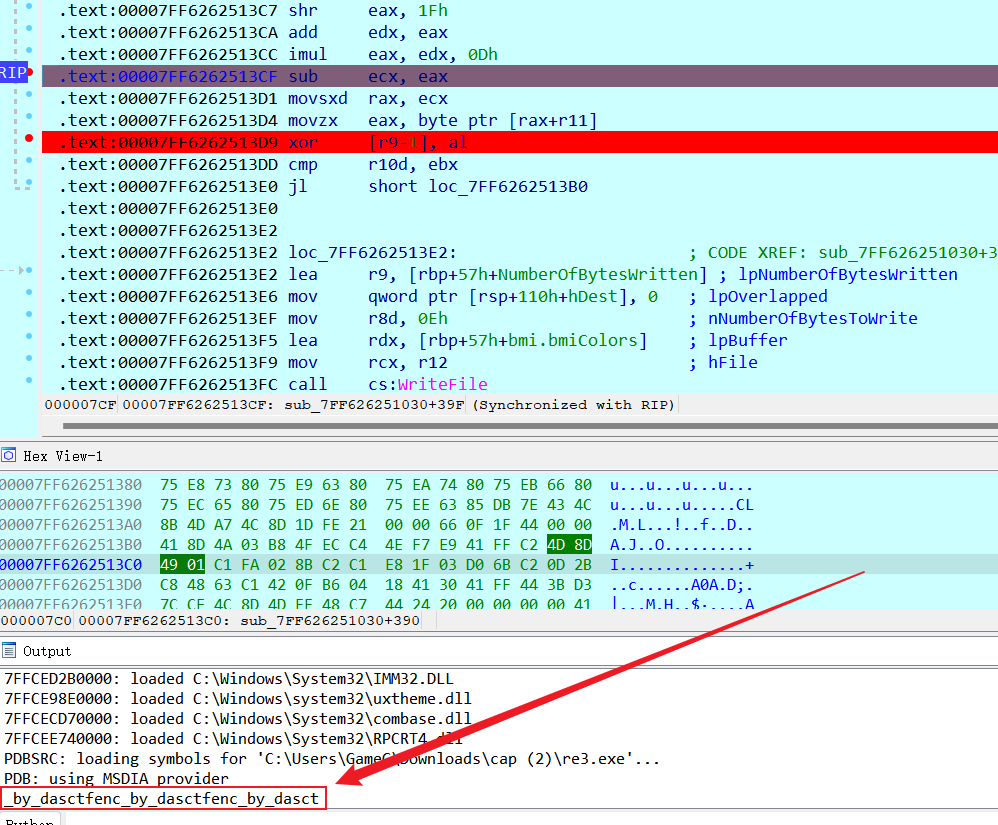 .text:00007FF6262513C7 shr     eax, 1Fh
.text:00007FF6262513CA add     edx, eax
.text:00007FF6262513CC imul    eax, edx, 0Dh
RIP .text:00007FF6262513CF sub     ecx, eax
.text:00007FF6262513D1 movsxd  rax, ecx
.text:00007FF6262513D4 movzx   eax, byte ptr [rax+r11]
.text:00007FF6262513D9 xor     [r9-1], al
.text:00007FF6262513DD cmp     r10d, ebx
.text:00007FF6262513E0 jl      short loc_7FF6262513B0
.text:00007FF6262513E0
.text:00007FF6262513E2
.text:00007FF6262513E2 loc_7FF6262513E2:                       ; CODE XREF: sub_7FF626251030+3
.text:00007FF6262513E2 lea     r9, [rbp+57h+NumberOfBytesWritten] ; lpNumberOfBytesWritten
.text:00007FF6262513E6 mov     qword ptr [rsp+110h+hDest], 0   ; lpOverlapped
.text:00007FF6262513EF mov     r8d, 0Eh                        ; nNumberOfBytesToWrite
.text:00007FF6262513F5 lea     rdx, [rbp+57h+bmi.bmiColors]    ; lpBuffer
.text:00007FF6262513F9 mov     rcx, r12                        ; hFile
.text:00007FF6262513FC call    cs:WriteFile
000007CF 00007FF6262513CF: sub_7FF626251030+39F (Synchronized with RIP)
Hex View-1
00007FF626251380  75 E8 73 80 75 E9 63 80  75 EA 74 80 75 EB 66 80  u...u...u...u...
00007FF626251390  75 EC 65 80 75 ED 6E 80  75 EE 63 85 DB 7E 43 4C  u...u...u.....CL
00007FF6262513A0  8B 4D A7 4C 8D 1D FE 21  00 00 66 0F 1F 44 00 00  .M.L...!..f..D..
00007FF6262513B0  41 8D 4A 03 B8 4F EC C4  4E F7 E9 41 FF C2 4D 8D  A.J..O..........
00007FF6262513C0  49 01 C1 FA 02 8B C2 C1  E8 1F 03 D0 6B C2 0D 2B  I..............+
00007FF6262513D0  C8 48 63 C1 42 0F B6 04  18 41 30 41 FF 44 3B D3  ..c......A0A.D;.
00007FF6262513E0  7C CE 4C 8D 4D EF 48 C7  44 24 20 00 00 00 00 41  |...M.H..$·....A
000007C0 00007FF6262513C0: sub_7FF626251030+390
Output
7FFCED2B0000: loaded C:\Windows\System32\IMM32.DLL
7FFCE98E0000: loaded C:\Windows\system32\uxtheme.dll
7FFCECD70000: loaded C:\Windows\System32\combase.dll
7FFCEE740000: loaded C:\Windows\System32\RPCRT4.dll
PDBSRC: loading symbols for 'C:\Users\GameC\Downloads\cap (2)\re3.exe'...
PDB: using MSDIA provider
_by_dasctfenc_by_dasctfenc_by_dasct
Python